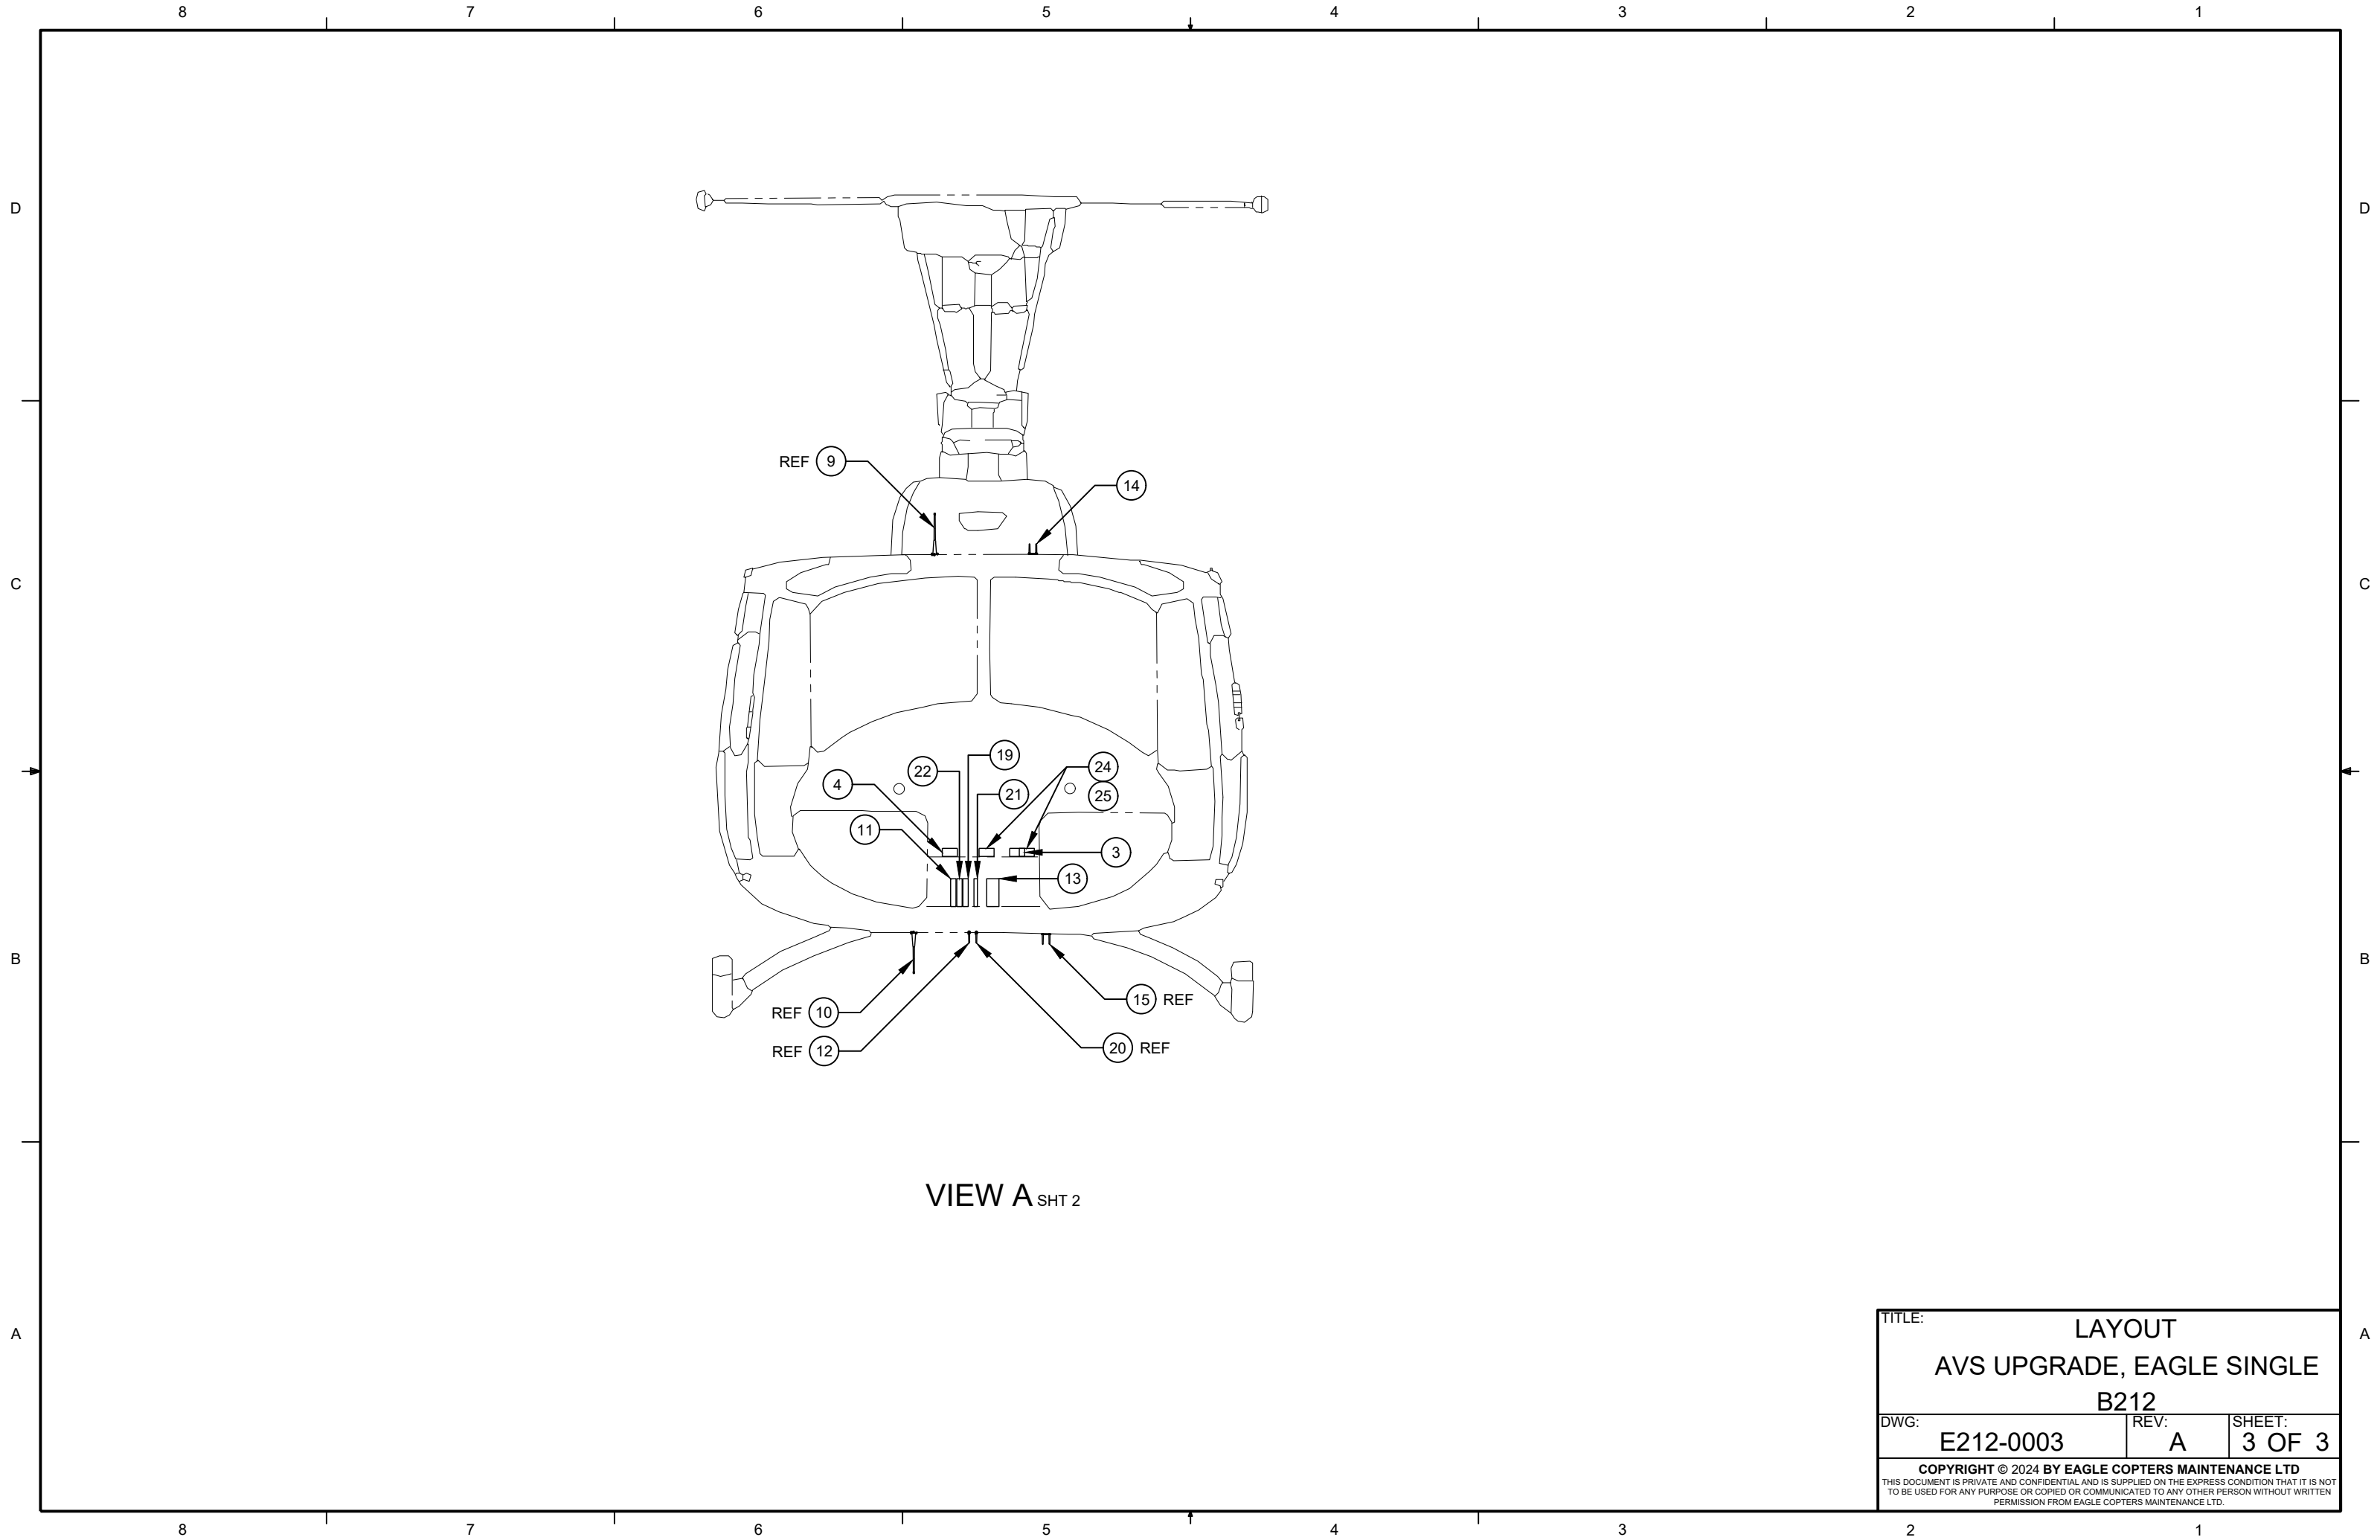 8 7 6 5 4 3 2 1
D D
REF 9
14
C C
19
22
24
4
21
25
11
3
13
B B
15 REF
REF 10
20 REF
REF 12
VIEW A SHT 2
A A
TITLE:
LAYOUT
AVS UPGRADE, EAGLE SINGLE
B212
DWG: REV: SHEET:
E212-0003 A 3 OF 3
COPYRIGHT © 2024 BY EAGLE COPTERS MAINTENANCE LTD
THIS DOCUMENT IS PRIVATE AND CONFIDENTIAL AND IS SUPPLIED ON THE EXPRESS CONDITION THAT IT IS NOT
TO BE USED FOR ANY PURPOSE OR COPIED OR COMMUNICATED TO ANY OTHER PERSON WITHOUT WRITTEN
PERMISSION FROM EAGLE COPTERS MAINTENANCE LTD.
8 7 6 5 4 3 2 1